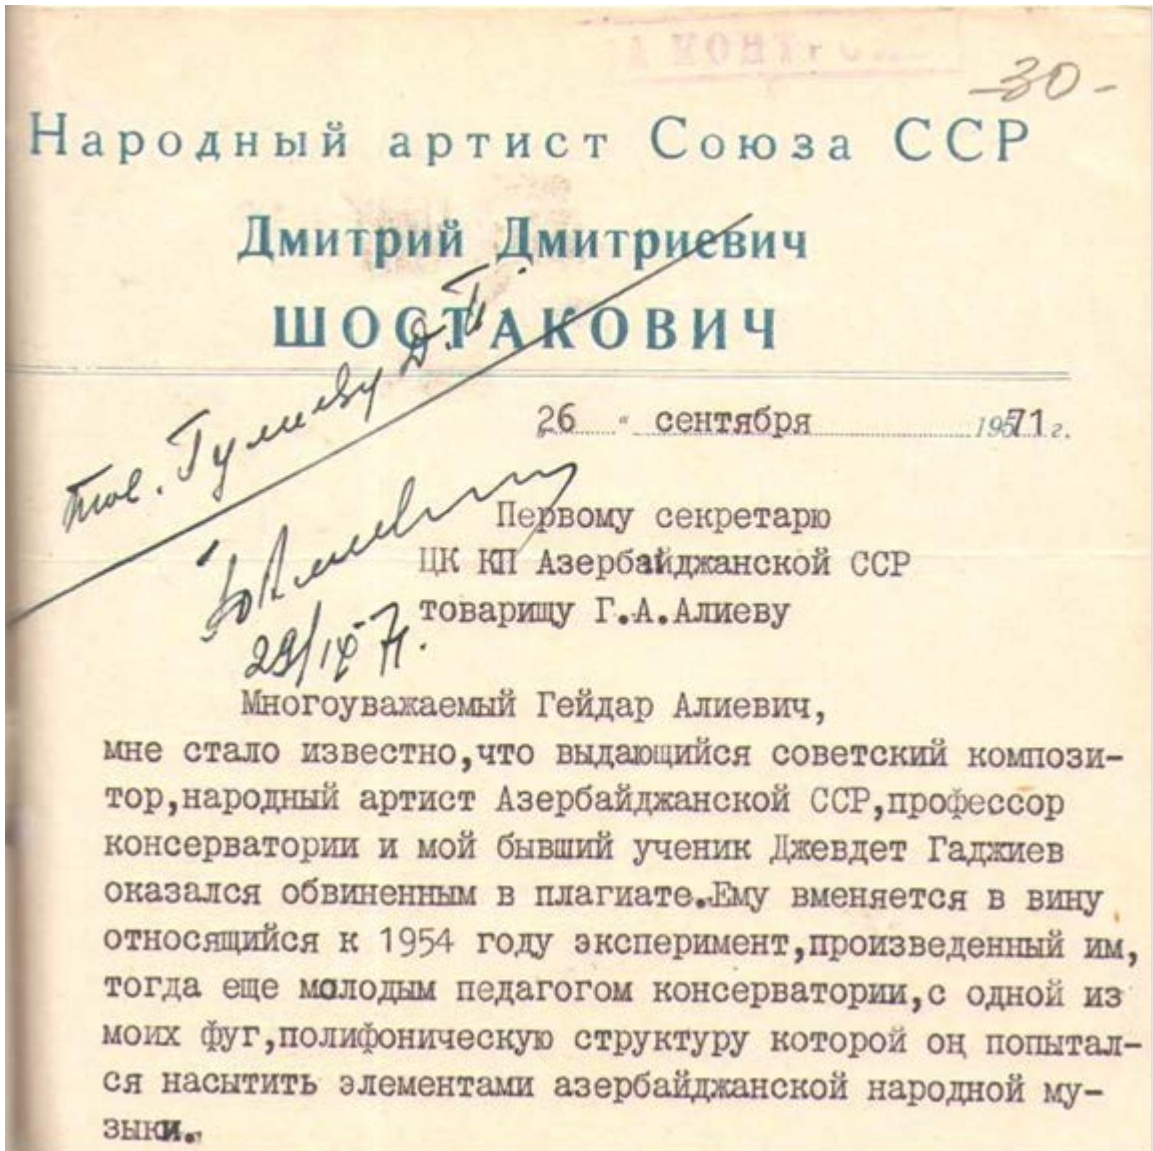 -30-
Народный артист Союза ССР
Дмитрий Дмитриевич
ШОСТАКОВИЧ
тов. Гулиеву Д. П.
„26 “ сентября 1971 г.
29/IX 71.
Первому секретарю
ЦК КП Азербайджанской ССР
товарищу Г.А.Алиеву
Многоуважаемый Гейдар Алиевич,
мне стало известно,что выдающийся советский компози-
тор,народный артист Азербайджанской ССР,профессор
консерватории и мой бывший ученик Джевдет Гаджиев
оказался обвиненным в плагиате.Ему вменяется в вину
относящийся к 1954 году эксперимент,произведенный им,
тогда еще молодым педагогом консерватории,с одной из
моих фуг,полифоническую структуру которой он попытал-
ся насытить элементами азербайджанской народной му-
зыки.